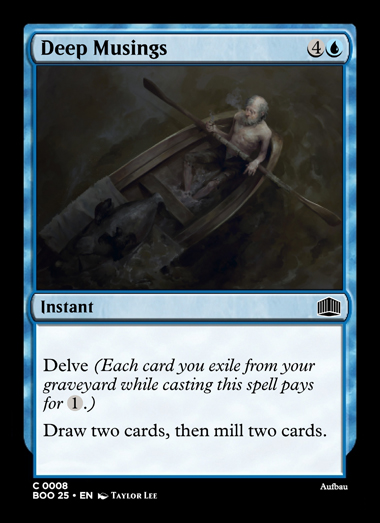 Deep Musings 4
Instant
Delve (Each card you exile from your
graveyard while casting this spell pays
for 1.)
Draw two cards, then mill two cards.
C 0008
BOO 25 • EN Taylor Lee
Aufbau